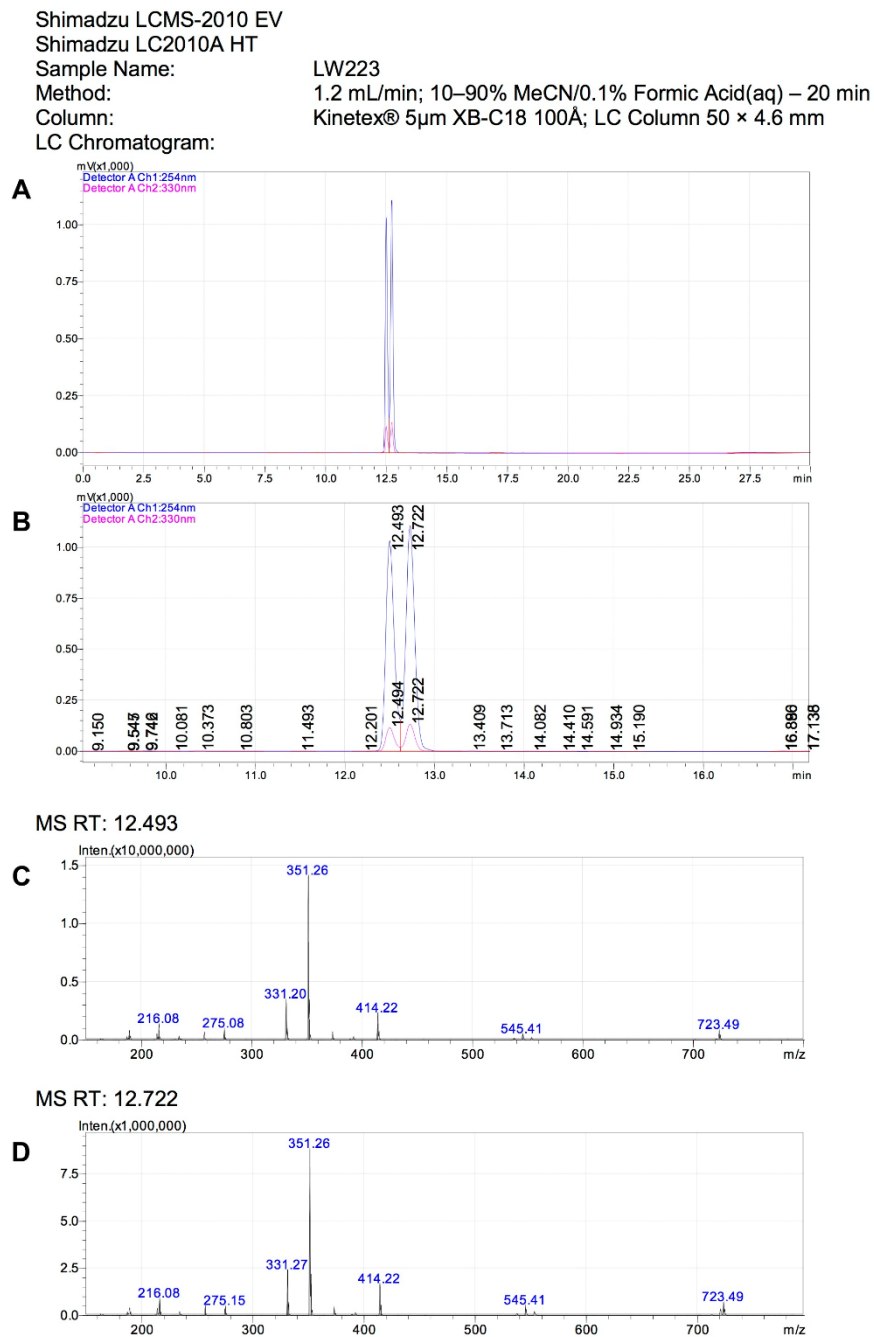 Shimadzu LCMS-2010 EV
Shimadzu LC2010A HT
Sample Name: LW223
Method: 1.2 mL/min; 10–90% MeCN/0.1% Formic Acid(aq) – 20 min
Column: Kinetex® 5µm XB-C18 100Å; LC Column 50 × 4.6 mm
LC Chromatogram:
A
mV(x1,000)
Detector A Ch1:254nm
Detector A Ch2:330nm
1.00
0.75
0.50
0.25
0.00
0.0 2.5 5.0 7.5 10.0 12.5 15.0 17.5 20.0 22.5 25.0 27.5 min
B
mV(x1,000)
Detector A Ch1:254nm
Detector A Ch2:330nm
12.493 12.722
1.00
0.75
0.50
0.25
0.00
12.494 12.722
9.150 10.081 10.373 10.803 11.493 12.201 13.409 13.713 14.082 14.410 14.591 14.934 15.190 17.138
10.0 11.0 12.0 13.0 14.0 15.0 16.0 min
MS RT: 12.493
C
Inten.(x10,000,000)
1.5
1.0
0.5
0.0
351.26
331.20
414.22
216.08
275.08
545.41
723.49
200 300 400 500 600 700 m/z
MS RT: 12.722
D
Inten.(x1,000,000)
7.5
5.0
2.5
0.0
351.26
331.27
414.22
216.08
275.15
545.41
723.49
200 300 400 500 600 700 m/z